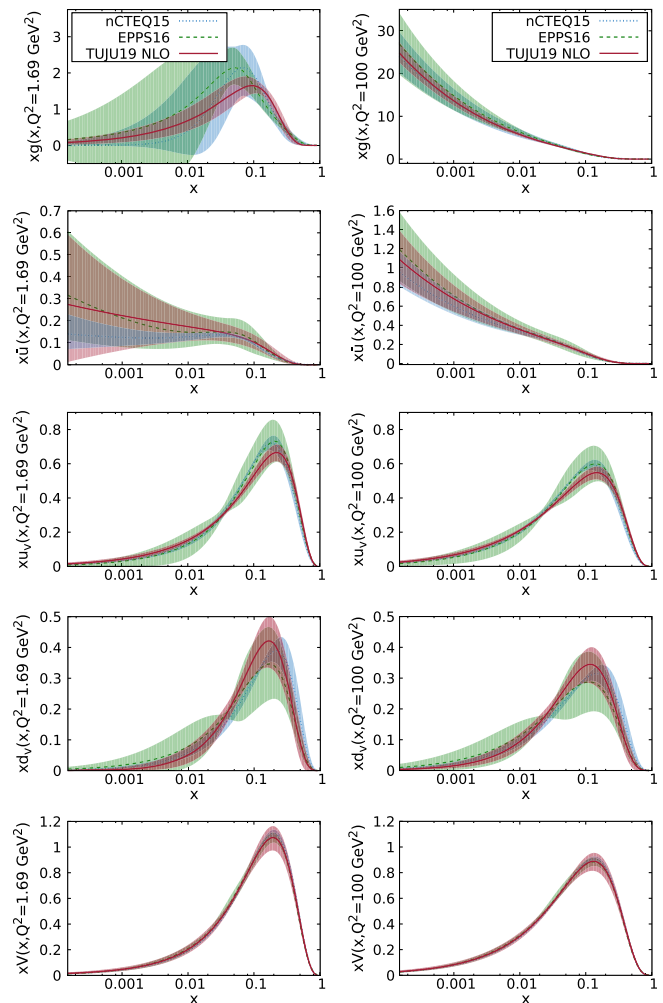 nCTEQ15
EPPS16
TUJU19 NLO
xg(x,Q²=1.69 GeV²)
3
2
1
0
0.001 0.01 0.1 1
x
nCTEQ15
EPPS16
TUJU19 NLO
xg(x,Q²=100 GeV²)
30
20
10
0
0.001 0.01 0.1 1
x
xū(x,Q²=1.69 GeV²)
0.7
0.6
0.5
0.4
0.3
0.2
0.1
0
0.001 0.01 0.1 1
x
xū(x,Q²=100 GeV²)
1.6
1.4
1.2
1
0.8
0.6
0.4
0.2
0
0.001 0.01 0.1 1
x
xuᵥ(x,Q²=1.69 GeV²)
0.8
0.6
0.4
0.2
0
0.001 0.01 0.1 1
x
xuᵥ(x,Q²=100 GeV²)
0.8
0.6
0.4
0.2
0
0.001 0.01 0.1 1
x
xdᵥ(x,Q²=1.69 GeV²)
0.5
0.4
0.3
0.2
0.1
0
0.001 0.01 0.1 1
x
xdᵥ(x,Q²=100 GeV²)
0.5
0.4
0.3
0.2
0.1
0
0.001 0.01 0.1 1
x
xV(x,Q²=1.69 GeV²)
1.2
1
0.8
0.6
0.4
0.2
0
0.001 0.01 0.1 1
x
xV(x,Q²=100 GeV²)
1.2
1
0.8
0.6
0.4
0.2
0
0.001 0.01 0.1 1
x